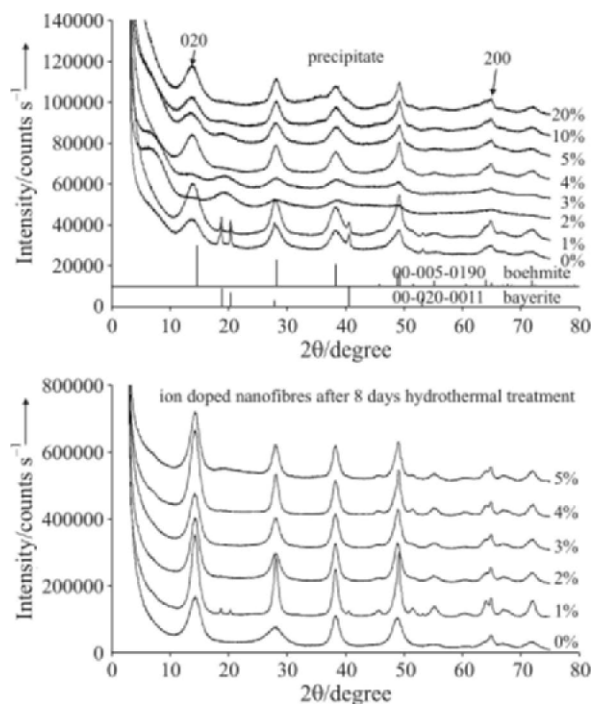 140000
120000
100000
80000
60000
40000
20000
0
Intensity/counts s⁻¹
020
precipitate
200
20%
10%
5%
4%
3%
2%
1%
0%
00-005-0190 boehmite
00-020-0011 bayerite
0 10 20 30 40 50 60 70 80
2θ/degree
800000
600000
400000
200000
0
Intensity/counts s⁻¹
ion doped nanofibres after 8 days hydrothermal treatment
5%
4%
3%
2%
1%
0%
0 10 20 30 40 50 60 70 80
2θ/degree